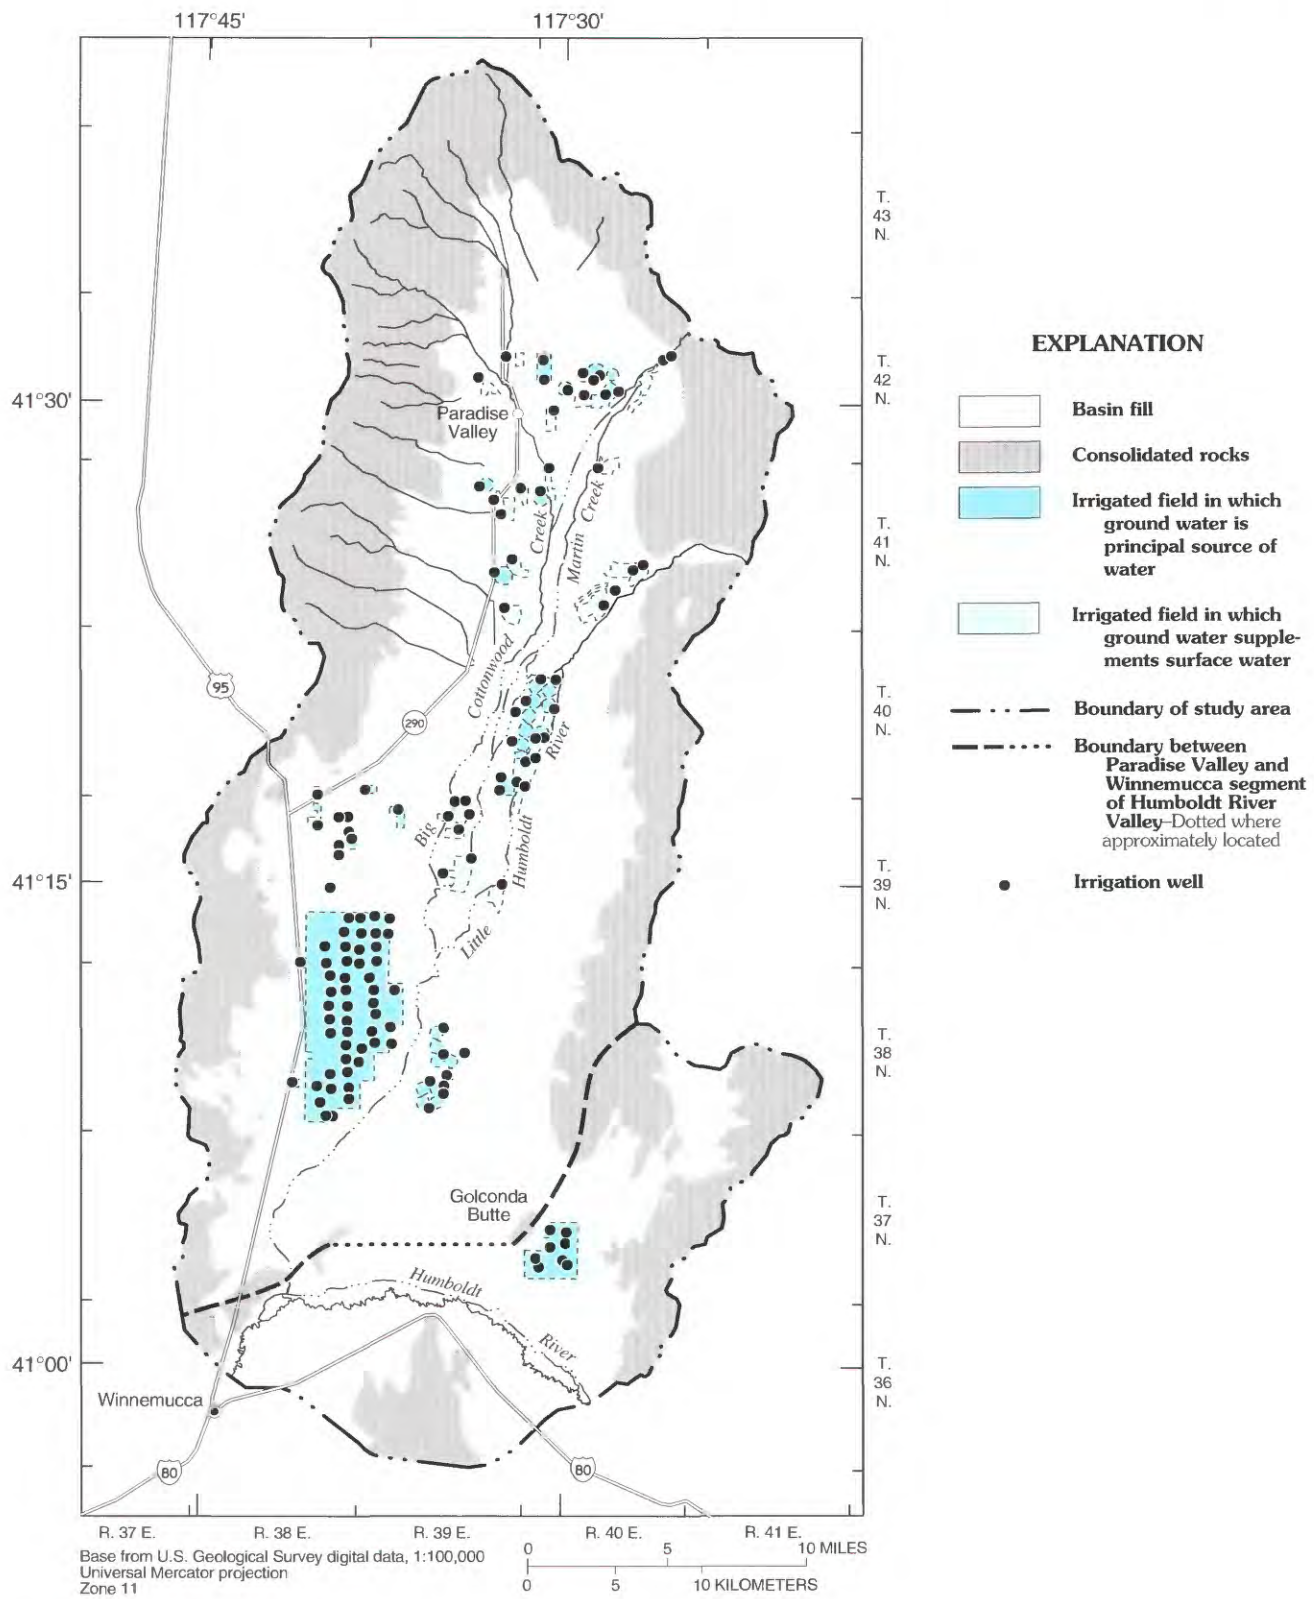 117°45' 117°30'
T.
43
N.
T.
42
N.
41°30'
Paradise
Valley
T.
41
N.
Creek
Martin Creek
Cottonwood
95
290
T.
40
N.
River
Big
Humboldt
41°15'
T.
39
N.
Little
T.
38
N.
Golconda
Butte
T.
37
N.
Humboldt
River
41°00'
T.
36
N.
Winnemucca
80
80
R. 37 E. R. 38 E. R. 39 E. R. 40 E. R. 41 E.
Base from U.S. Geological Survey digital data, 1:100,000
Universal Mercator projection
Zone 11
0 5 10 MILES
0 5 10 KILOMETERS
EXPLANATION
Basin fill
Consolidated rocks
Irrigated field in which
ground water is
principal source of
water
Irrigated field in which
ground water supple-
ments surface water
Boundary of study area
Boundary between
Paradise Valley and
Winnemucca segment
of Humboldt River
Valley–Dotted where
approximately located
Irrigation well